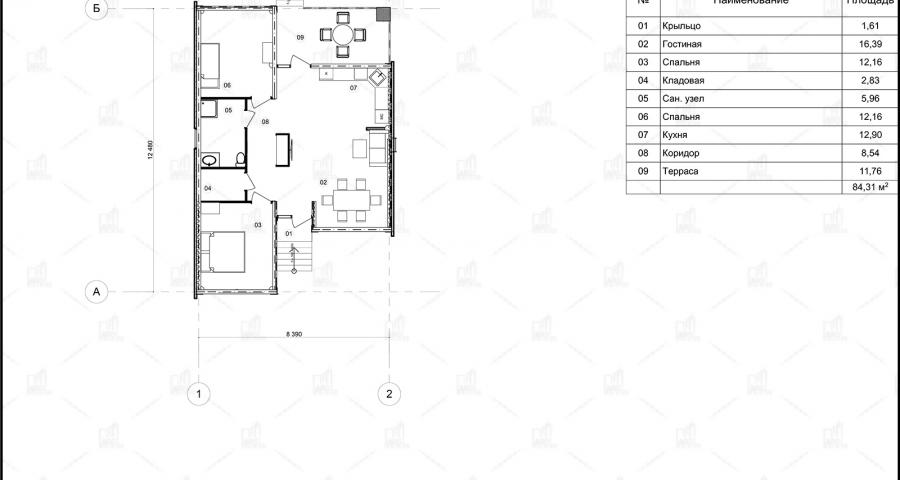 № Наименование Площадь
01 Крыльцо 1,61
02 Гостиная 16,39
03 Спальня 12,16
04 Кладовая 2,83
05 Сан. узел 5,96
06 Спальня 12,16
07 Кухня 12,90
08 Коридор 8,54
09 Терраса 11,76
84,31 м²
Б
09
06
07
05
08
12 480
04
02
03
01
А
8 390
1
2